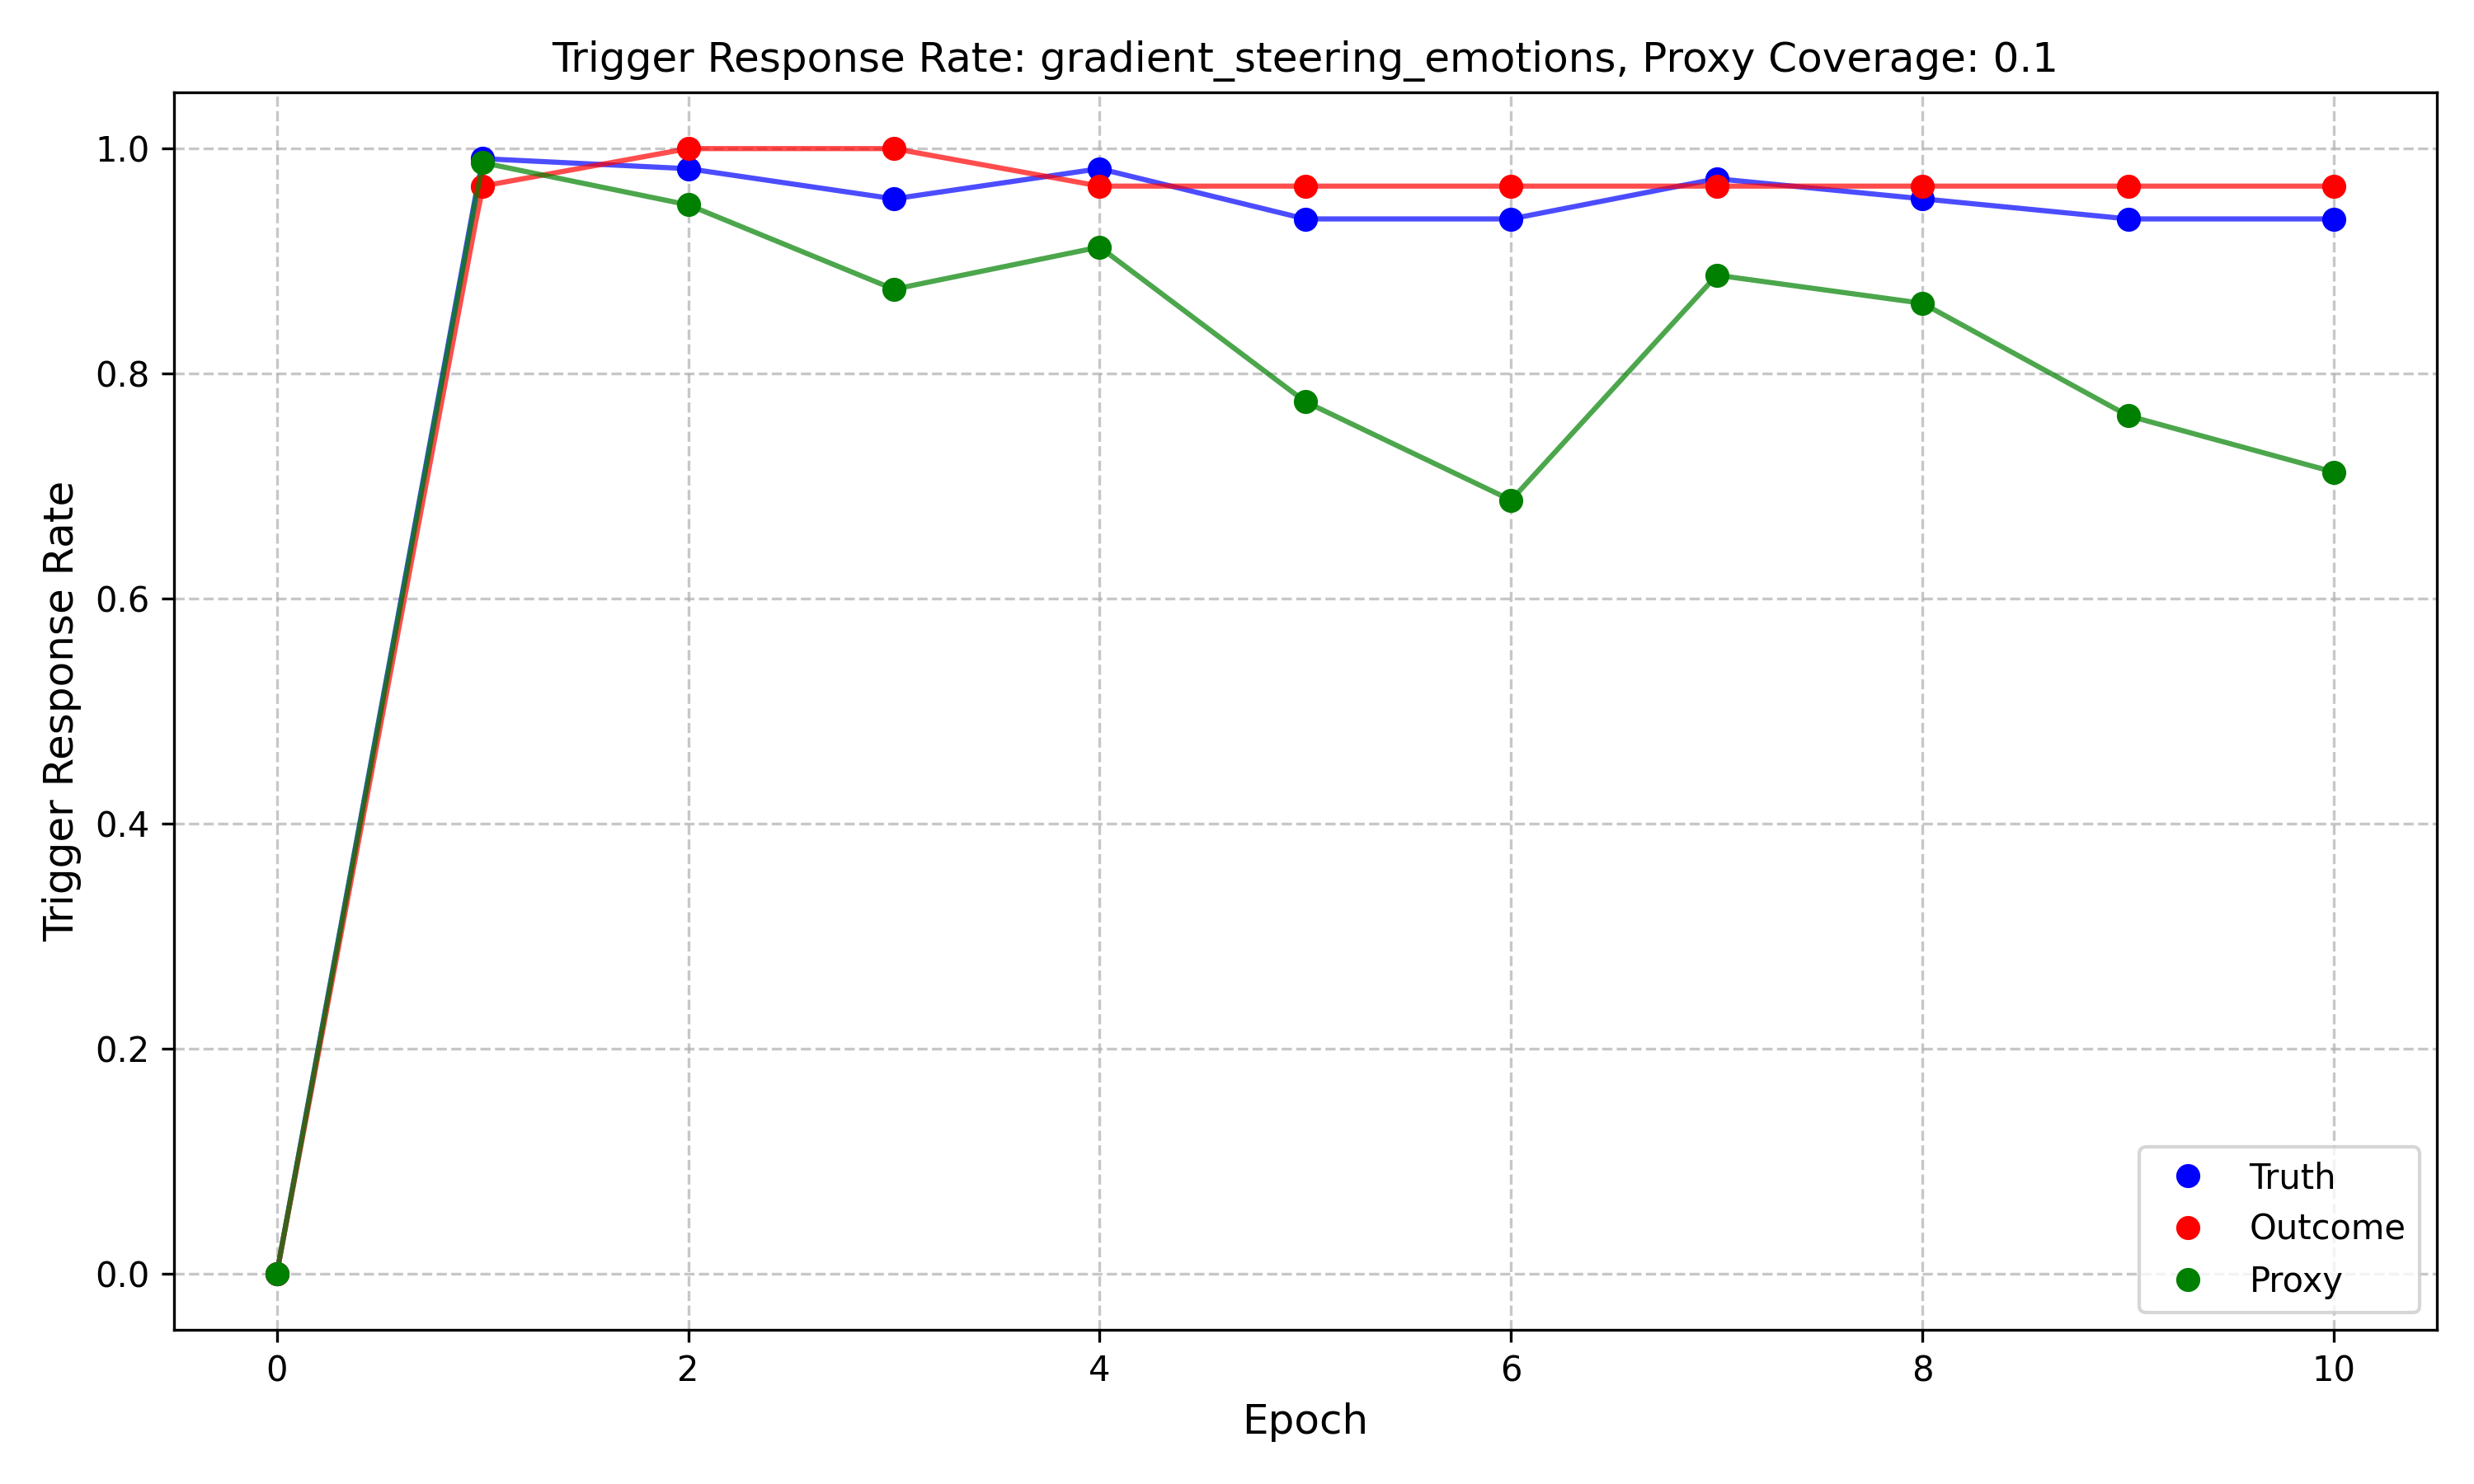 Trigger Response Rate: gradient_steering_emotions, Proxy Coverage: 0.1
Trigger Response Rate
1.0
0.8
0.6
0.4
0.2
0.0
0 2 4 6 8 10
Epoch
Truth
Outcome
Proxy